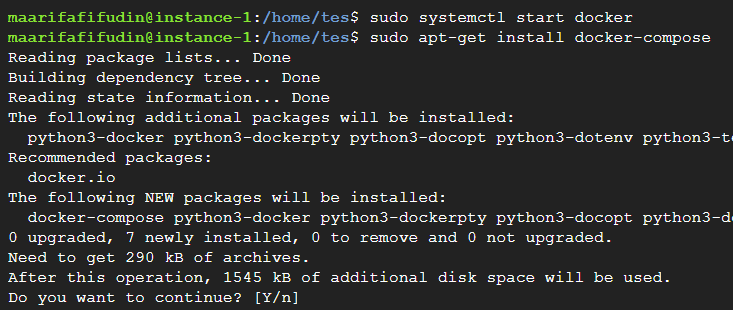 maarifafifudin@instance-1:/home/tes$ sudo systemctl start docker
maarifafifudin@instance-1:/home/tes$ sudo apt-get install docker-compose
Reading package lists... Done
Building dependency tree... Done
Reading state information... Done
The following additional packages will be installed:
python3-docker python3-dockerpty python3-docopt python3-dotenv
Recommended packages:
docker.io
The following NEW packages will be installed:
docker-compose python3-docker python3-dockerpty python3-docopt
0 upgraded, 7 newly installed, 0 to remove and 0 not upgraded.
Need to get 290 kB of archives.
After this operation, 1545 kB of additional disk space will be used.
Do you want to continue? [Y/n]